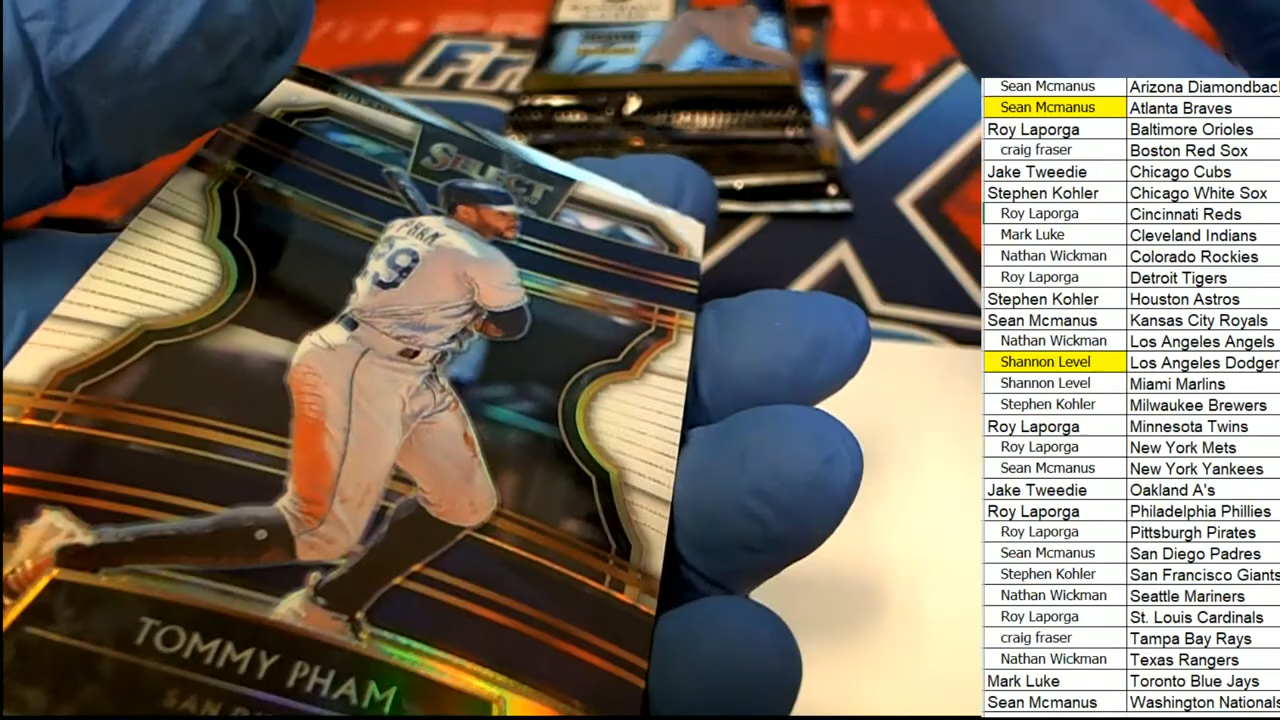 SELECT
PHAM
29
TOMMY PHAM
SAN
Sean Mcmanus Arizona Diamondbac
Sean Mcmanus Atlanta Braves
Roy Laporga Baltimore Orioles
craig fraser Boston Red Sox
Jake Tweedie Chicago Cubs
Stephen Kohler Chicago White Sox
Roy Laporga Cincinnati Reds
Mark Luke Cleveland Indians
Nathan Wickman Colorado Rockies
Roy Laporga Detroit Tigers
Stephen Kohler Houston Astros
Sean Mcmanus Kansas City Royals
Nathan Wickman Los Angeles Angels
Shannon Level Los Angeles Dodger
Shannon Level Miami Marlins
Stephen Kohler Milwaukee Brewers
Roy Laporga Minnesota Twins
Roy Laporga New York Mets
Sean Mcmanus New York Yankees
Jake Tweedie Oakland A's
Roy Laporga Philadelphia Phillies
Roy Laporga Pittsburgh Pirates
Sean Mcmanus San Diego Padres
Stephen Kohler San Francisco Giants
Nathan Wickman Seattle Mariners
Roy Laporga St. Louis Cardinals
craig fraser Tampa Bay Rays
Nathan Wickman Texas Rangers
Mark Luke Toronto Blue Jays
Sean Mcmanus Washington Nationals